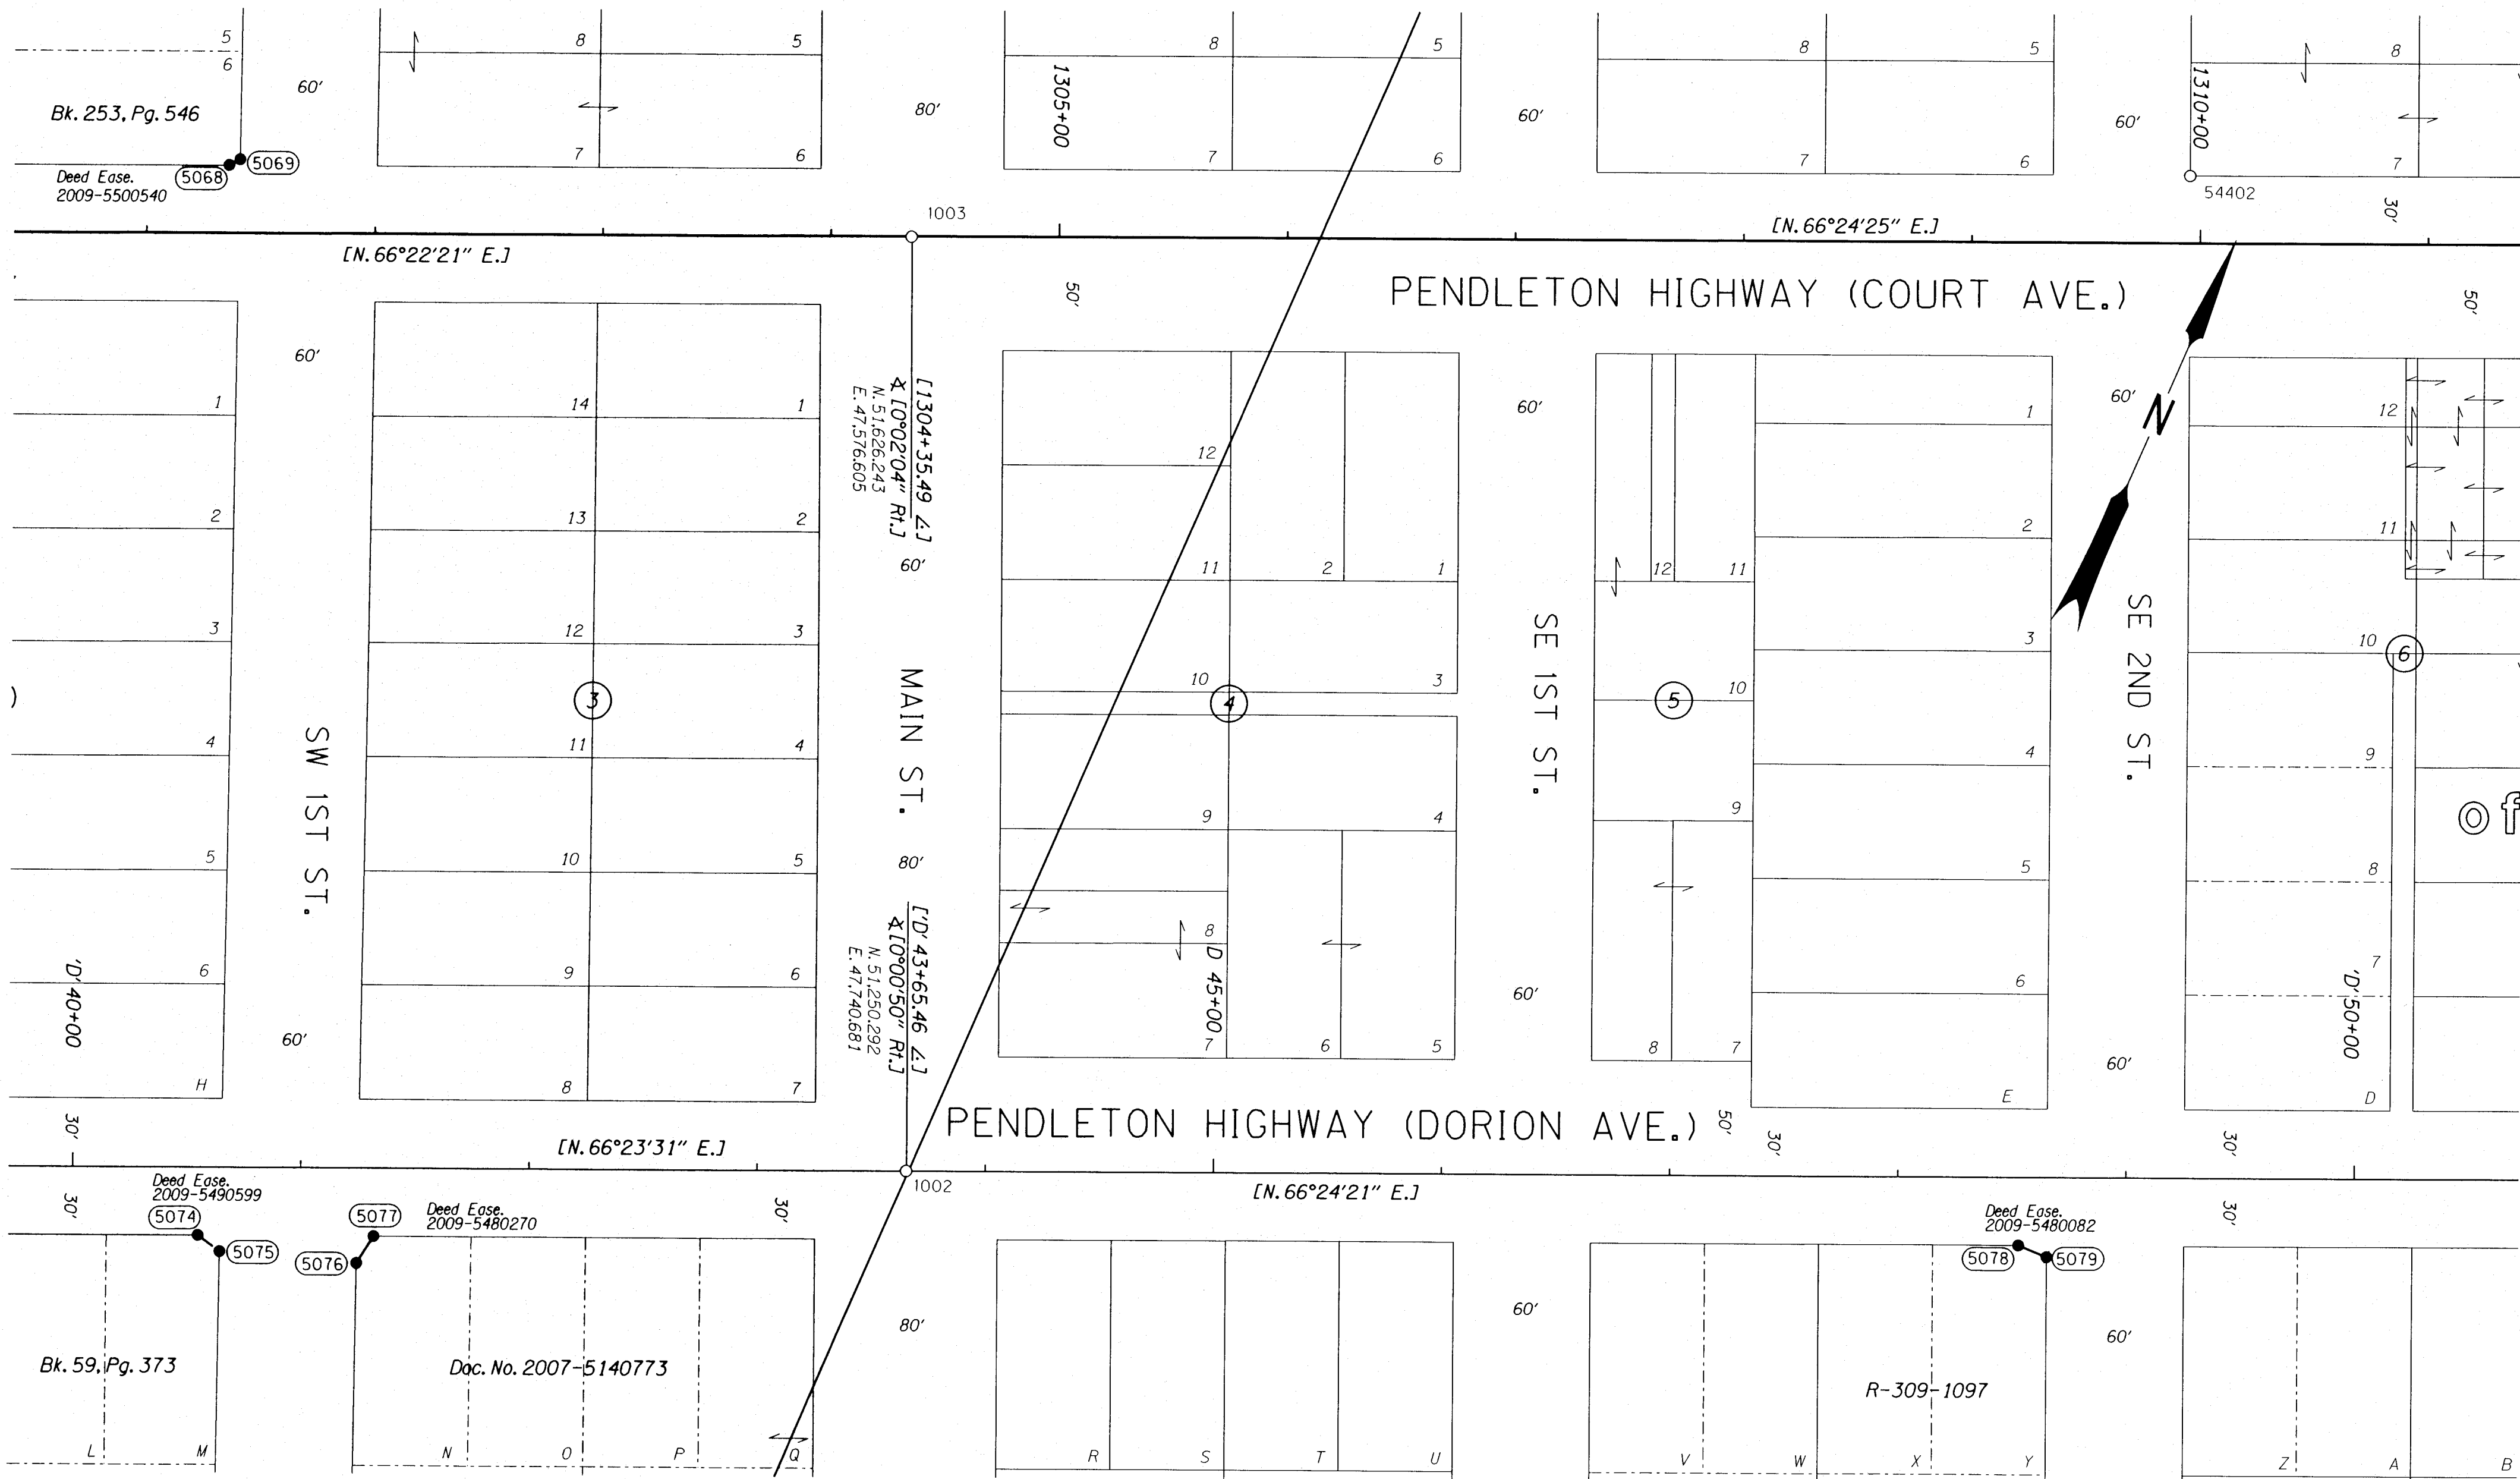 5
6
60'
Bk. 253, Pg. 546
5069
5068
Deed Ease.
2009-5500540
8
5
7
6
80'
1003
8
5
1305+00
7
6
60'
8
5
7
6
60'
1310+00
8
7
54402
30'
[N. 66°22'21" E.]
[N. 66°24'25" E.]
PENDLETON HIGHWAY (COURT AVE.)
50'
50'
60'
1
2
3
4
5
6
H
)
SW 1ST ST.
'D' 40+00
60'
30'
14
1
13
2
12
3
3
11
4
10
5
9
6
8
7
[1304+35.49 ∠:]
∡ [0°02'04" Rt.]
N. 51,626.243
E. 47,576.605
60'
MAIN ST.
80'
['D' 43+65.46 ∠:]
∡ [0°00'50" Rt.]
N. 51,250.292
E. 47,740.681
12
11
2
1
10
3
4
9
4
8
D 45+00
7
6
5
60'
SE 1ST ST.
60'
12
11
10
5
9
8
7
1
2
3
4
5
6
E
60'
N
SE 2ND ST.
60'
12
11
10
6
9
8
7
'D' 50+00
D
of
PENDLETON HIGHWAY (DORION AVE.)
50'
30'
30'
[N. 66°23'31" E.]
1002
[N. 66°24'21" E.]
30'
Deed Ease.
2009-5490599
5074
5075
5077
5076
Deed Ease.
2009-5480270
30'
80'
60'
Deed Ease.
2009-5480082
5078
5079
30'
60'
Bk. 59, Pg. 373
Doc. No. 2007-5140773
R-309-1097
L
M
N
O
P
Q
R
S
T
U
V
W
X
Y
Z
A
B